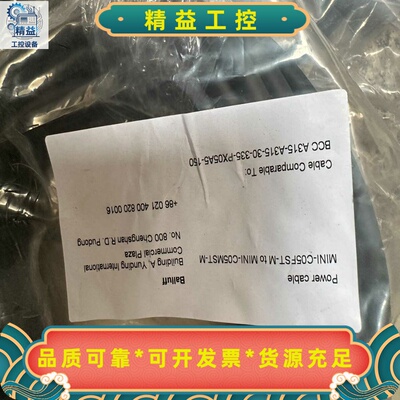 精益工控
精益
工控设备
Power cable
MINI-C05FST-M to MINI-C05MST-M
Balluff
Building A, Yunding International
Commercial Plaza
No. 800 Chengshan R.D. Pudong
+86 021 400 820 0016
Cable Comparable To:
BCC A315-A315-30-335-PX05A5-150
品质可靠*可开发票*货源充足